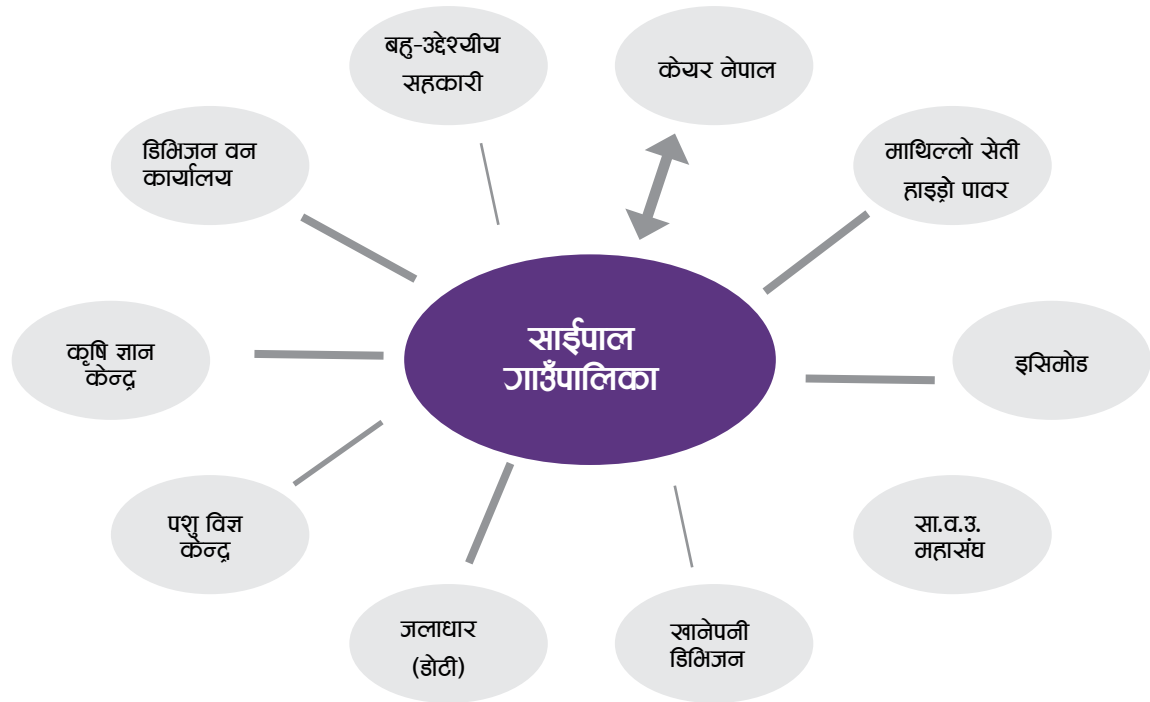 बहु-उद्देश्यीय
सहकारी
केयर नेपाल
डिभिजन वन
कार्यालय
माथिल्लो सेती
हाइड्रो पावर
साईपाल
गाउँपालिका
कृषि ज्ञान
केन्द्र
इसिमोड
पशु विज्ञ
केन्द्र
सा.व.उ.
महासंघ
जलाधार
(डोटी)
खानेपनी
डिभिजन